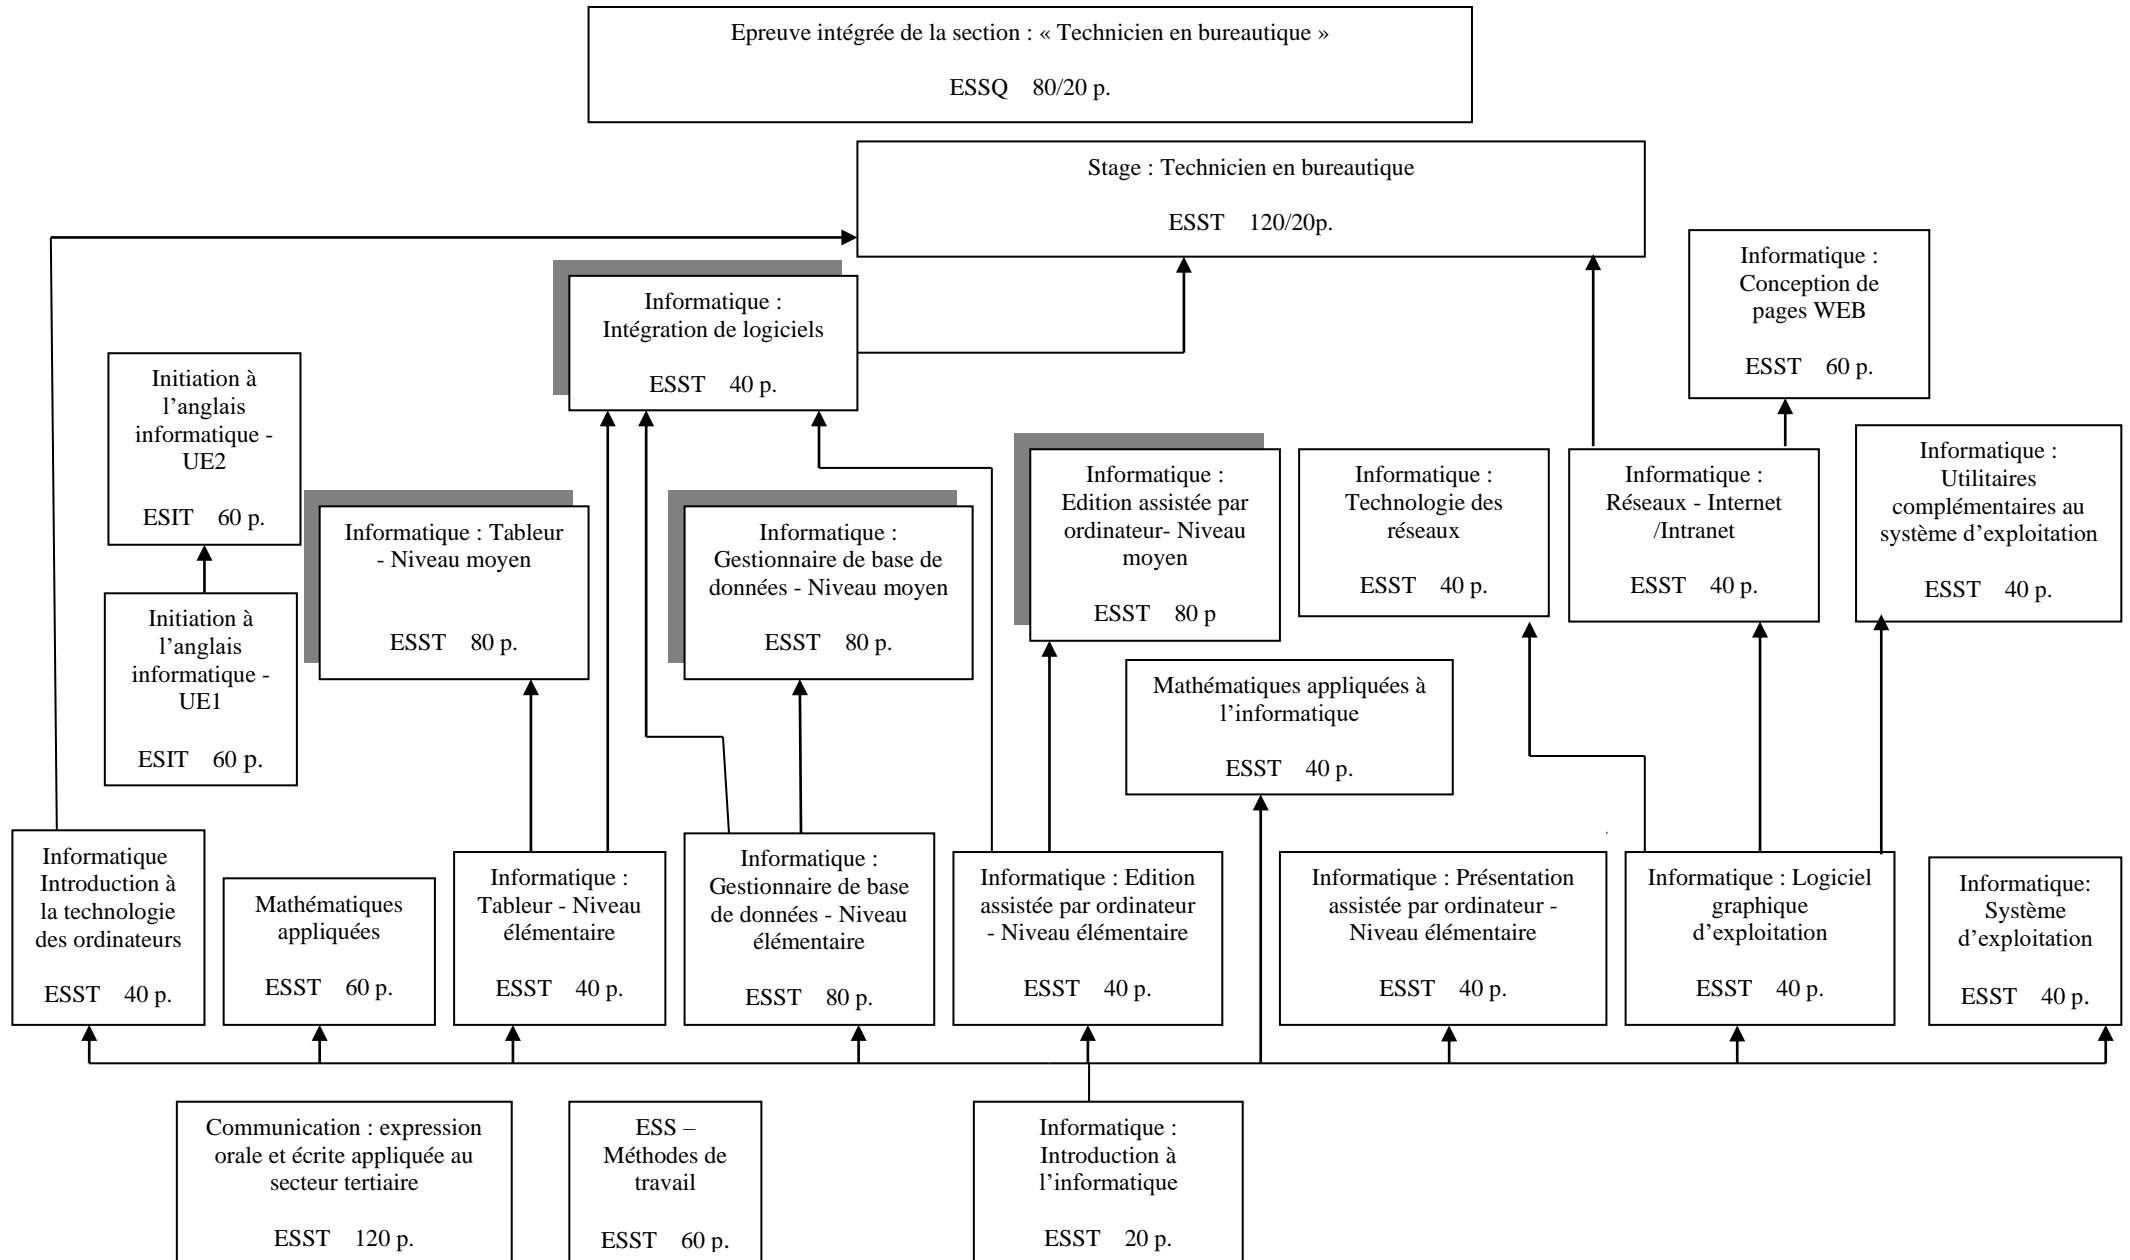 Epreuve intégrée de la section : « Technicien en bureautique »
ESSQ 80/20 p.
Stage : Technicien en bureautique
ESST 120/20p.
Informatique :
Conception de
pages WEB
ESST 60 p.
Informatique :
Intégration de logiciels
ESST 40 p.
Initiation à
l’anglais
informatique -
UE2
ESIT 60 p.
Informatique : Tableur
- Niveau moyen
ESST 80 p.
Informatique :
Gestionnaire de base de
données - Niveau moyen
ESST 80 p.
Informatique :
Edition assistée par
ordinateur- Niveau
moyen
ESST 80 p
Informatique :
Technologie des
réseaux
ESST 40 p.
Informatique :
Réseaux - Internet
/Intranet
ESST 40 p.
Informatique :
Utilitaires
complémentaires au
système d’exploitation
ESST 40 p.
Initiation à
l’anglais
informatique -
UE1
ESIT 60 p.
Mathématiques appliquées à
l’informatique
ESST 40 p.
Informatique
Introduction à
la technologie
des ordinateurs
ESST 40 p.
Mathématiques
appliquées
ESST 60 p.
Informatique :
Tableur - Niveau
élémentaire
ESST 40 p.
Informatique :
Gestionnaire de base
de données - Niveau
élémentaire
ESST 80 p.
Informatique : Edition
assistée par ordinateur
- Niveau élémentaire
ESST 40 p.
Informatique : Présentation
assistée par ordinateur -
Niveau élémentaire
ESST 40 p.
Informatique : Logiciel
graphique
d’exploitation
ESST 40 p.
Informatique:
Système
d’exploitation
ESST 40 p.
Communication : expression
orale et écrite appliquée au
secteur tertiaire
ESST 120 p.
ESS –
Méthodes de
travail
ESST 60 p.
Informatique :
Introduction à
l’informatique
ESST 20 p.